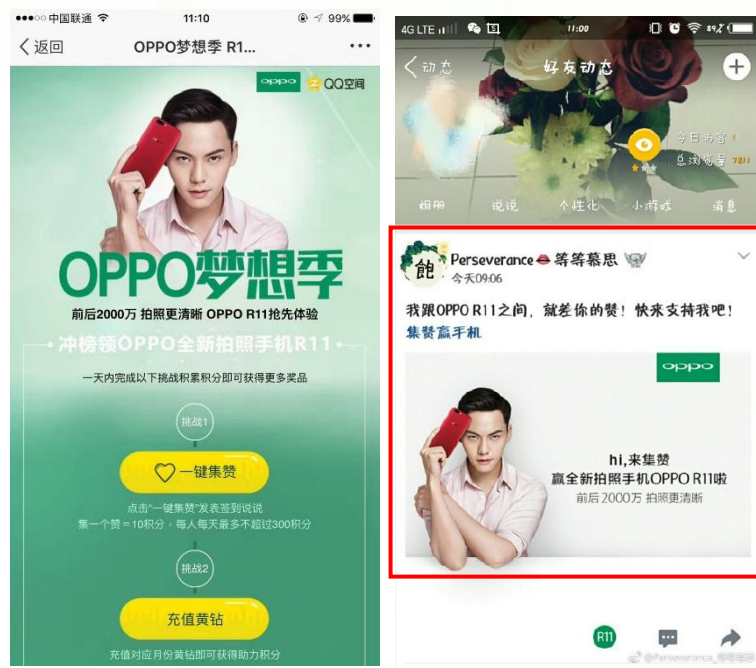 中国联通
11:10
99%
返回
OPPO梦想季 R1...
oppo
QQ空间
OPPO梦想季
前后2000万 拍照更清晰 OPPO R11抢先体验
冲榜领OPPO全新拍照手机R11
一天内完成以下挑战积累积分即可获得更多奖品
挑战1
一键集赞
点击“一键集赞”发表签到说说
集一个赞=10积分，每人每天最多不超过300积分
挑战2
充值黄钻
充值对应月份黄钻即可获得助力积分
4G LTE
11:00
89%
动态
好友动态
今日访客 1
总浏览量 7211
相册
说说
个性化
小游戏
消息
飽
Perseverance 等等慕思
今天09:06
我跟OPPO R11之间，就差你的赞！快来支持我吧！
集赞赢手机
oppo
hi,来集赞
赢全新拍照手机OPPO R11啦
前后2000万 拍照更清晰
R11